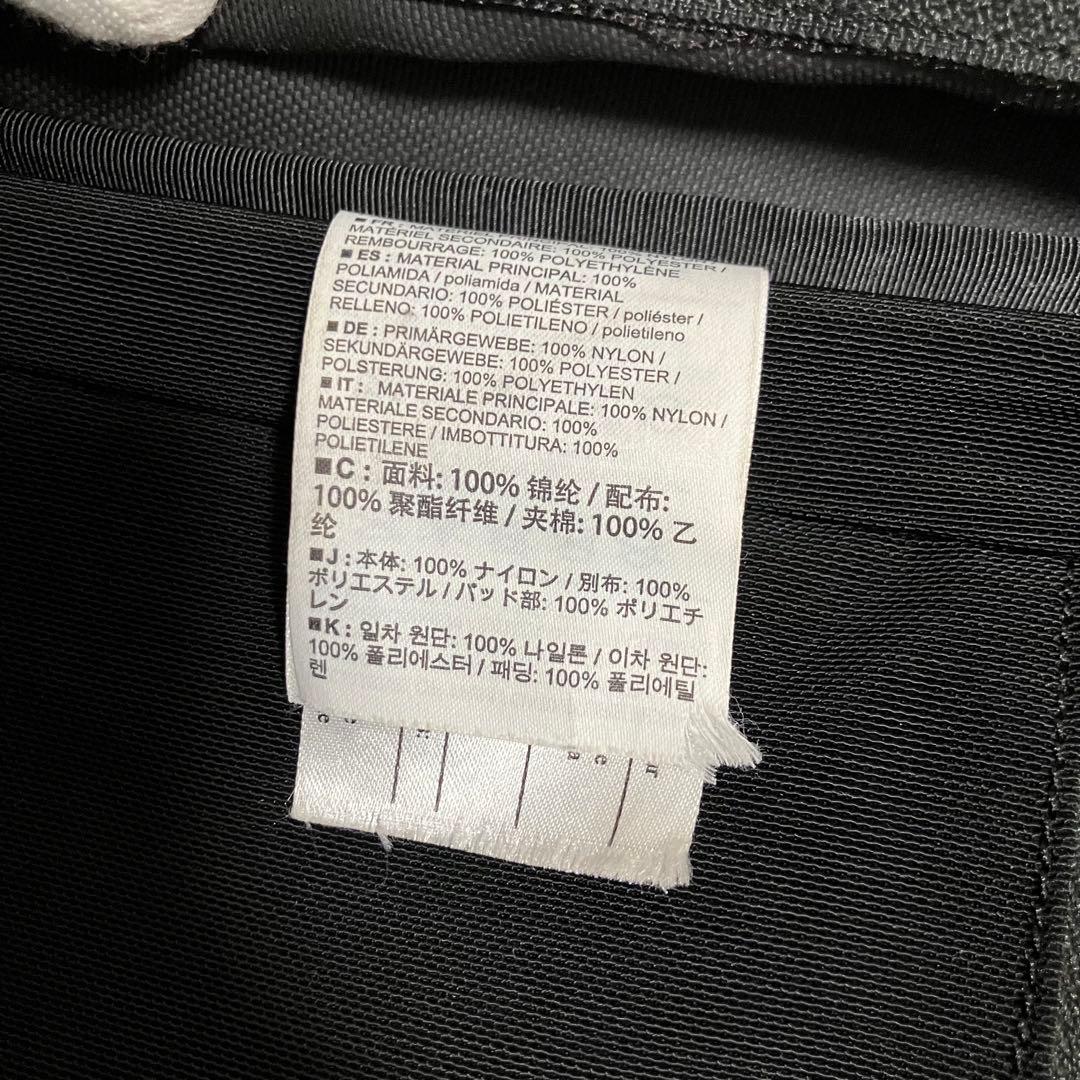 MATÉRIEL SECONDAIRE: 100% POLYESTER /
REMBOURRAGE: 100% POLYETHYLÈNE
■ ES : MATERIAL PRINCIPAL: 100%
POLIAMIDA / poliamida / MATERIAL
SECUNDARIO: 100% POLIÉSTER / poliéster /
RELLENO: 100% POLIETILENO / polietileno
■ DE : PRIMÄRGEWEBE: 100% NYLON /
SEKUNDÄRGEWEBE: 100% POLYESTER /
POLSTERUNG: 100% POLYETHYLEN
■ IT : MATERIALE PRINCIPALE: 100% NYLON /
MATERIALE SECONDARIO: 100%
POLIESTERE / IMBOTTITURA: 100%
POLIETILENE
■ C : 面料: 100% 锦纶 / 配布:
100% 聚酯纤维 / 夹棉: 100% 乙
纶
■ J : 本体: 100% ナイロン / 別布: 100%
ポリエステル / パッド部: 100% ポリエチ
レン
■ K : 일차 원단: 100% 나일론 / 이차 원단:
100% 폴리에스터 / 패딩: 100% 폴리에틸
렌